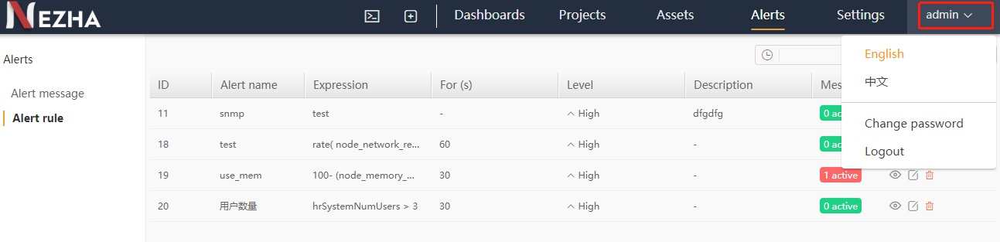 NEZHA Dashboards Projects Assets Alerts Settings admin
Alerts
Alert message
Alert rule
English
中文
Change password
Logout
ID Alert name Expression For (s) Level Description
11 snmp test - High dfgdfg 0
18 test rate( node_network_re... 60 High - 0
19 use_mem 100- (node_memory_... 30 High - 1 active
20 用户数量 hrSystemNumUsers > 3 30 High - 0 active